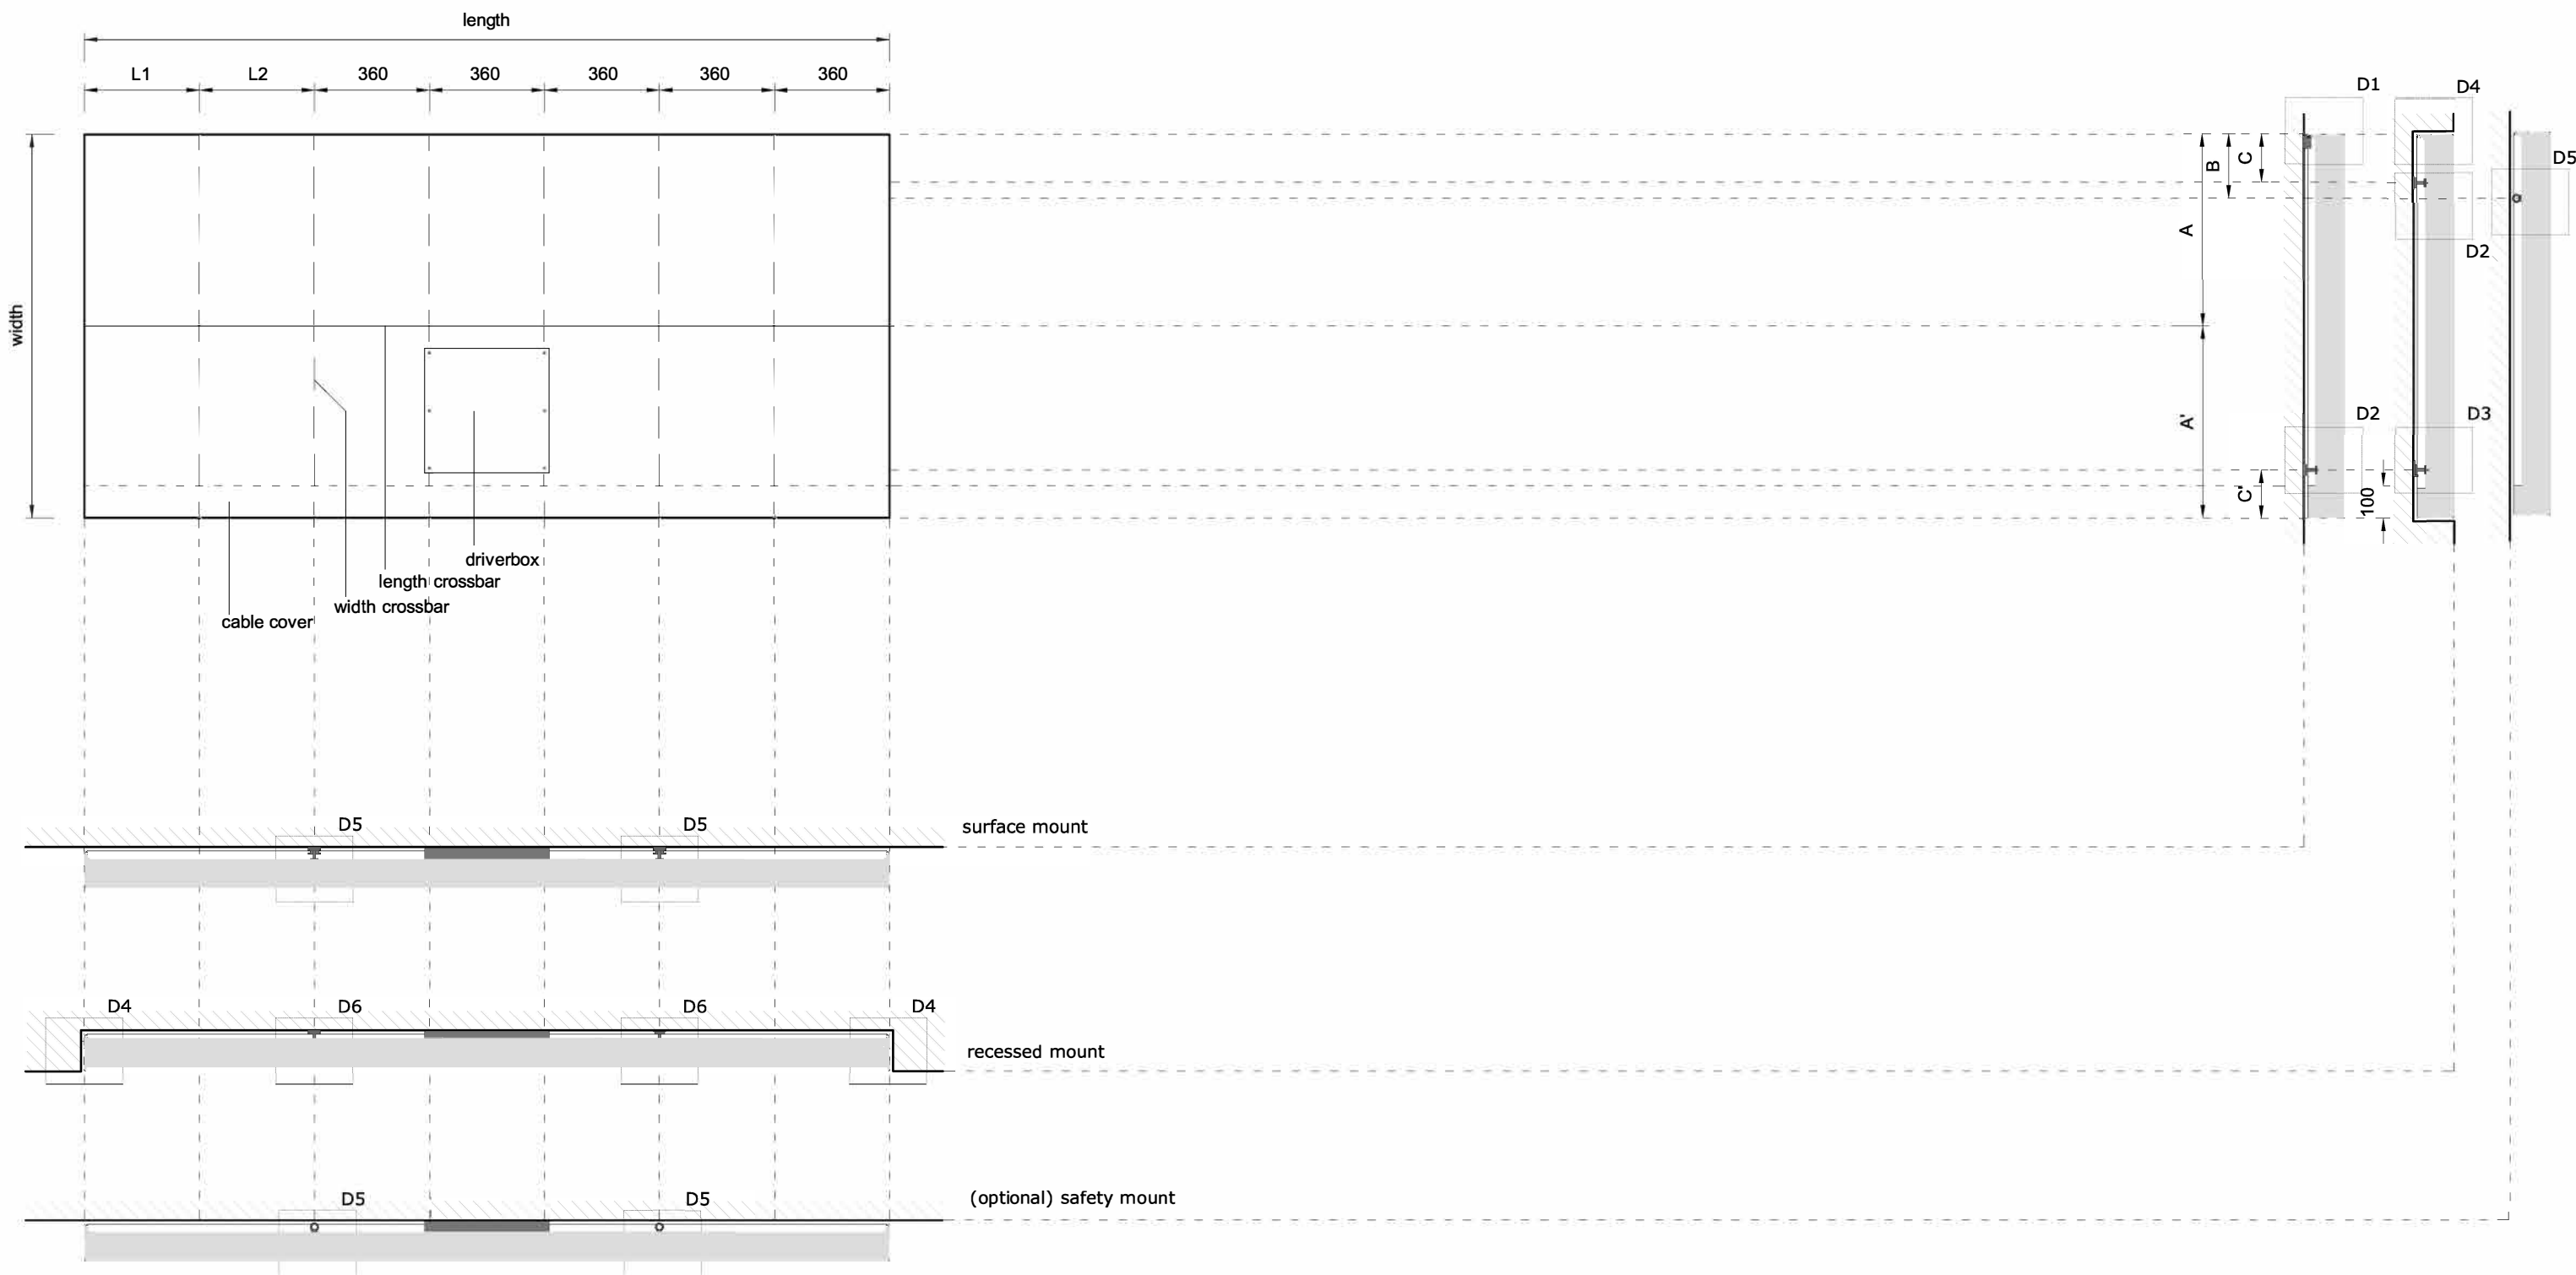 length
L1 L2 360 360 360 360 360
D1 D4
B C
D5
A
D2
width
D2 D3
A'
C' 100
driverbox
length crossbar
width crossbar
cable cover
D5 D5 surface mount
D4 D6 D6 D4
recessed mount
D5 D5 (optional) safety mount